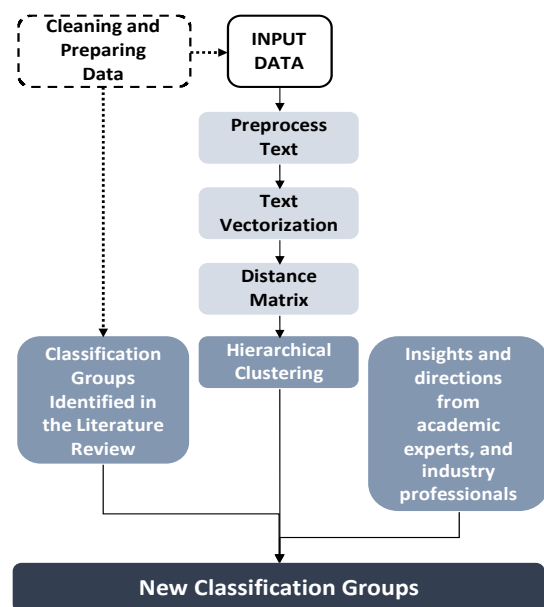 Cleaning and
Preparing
Data
INPUT
DATA
Preprocess
Text
Text
Vectorization
Distance
Matrix
Classification
Groups
Identified in
the Literature
Review
Hierarchical
Clustering
Insights and
directions
from
academic
experts, and
industry
professionals
New Classification Groups